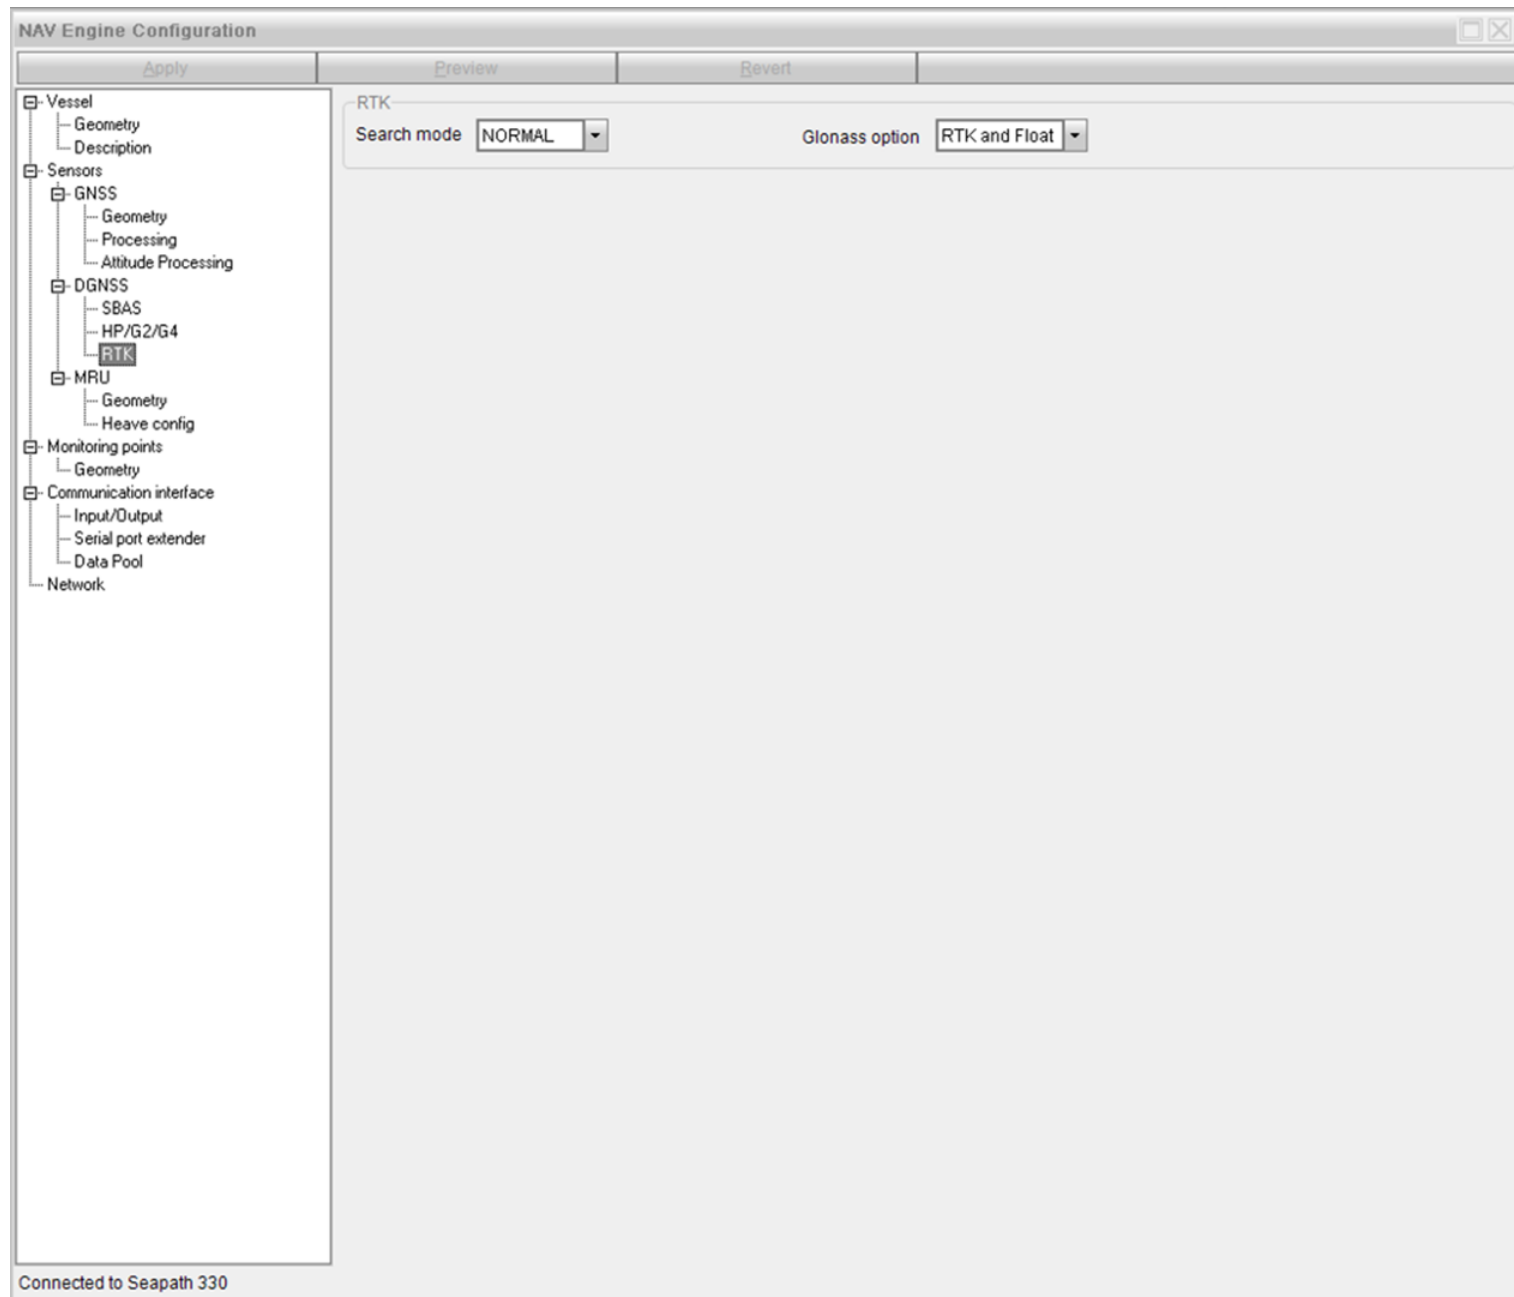 NAV Engine Configuration
Apply Preview Revert
Vessel
Geometry
Description
Sensors
GNSS
Geometry
Processing
Attitude Processing
DGNSS
SBAS
HP/G2/G4
RTK
MRU
Geometry
Heave config
Monitoring points
Geometry
Communication interface
Input/Output
Serial port extender
Data Pool
Network
RTK
Search mode NORMAL Glonass option RTK and Float
Connected to Seapath 330